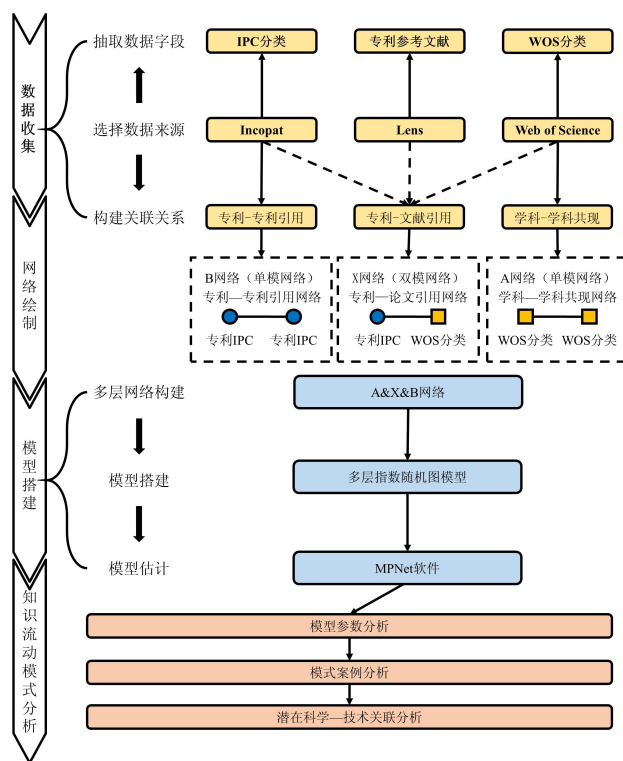 数据收集
抽取数据字段
IPC分类
专利参考文献
WOS分类
选择数据来源
Incopat
Lens
Web of Science
构建关联关系
专利-专利引用
专利-文献引用
学科-学科共现
网络绘制
B网络（单模网络）
专利—专利引用网络
专利IPC 专利IPC
X网络（双模网络）
专利—论文引用网络
专利IPC WOS分类
A网络（单模网络）
学科—学科共现网络
WOS分类 WOS分类
模型搭建
多层网络构建
A&X&B网络
模型搭建
多层指数随机图模型
模型估计
MPNet软件
知识流动模式分析
模型参数分析
模式案例分析
潜在科学—技术关联分析